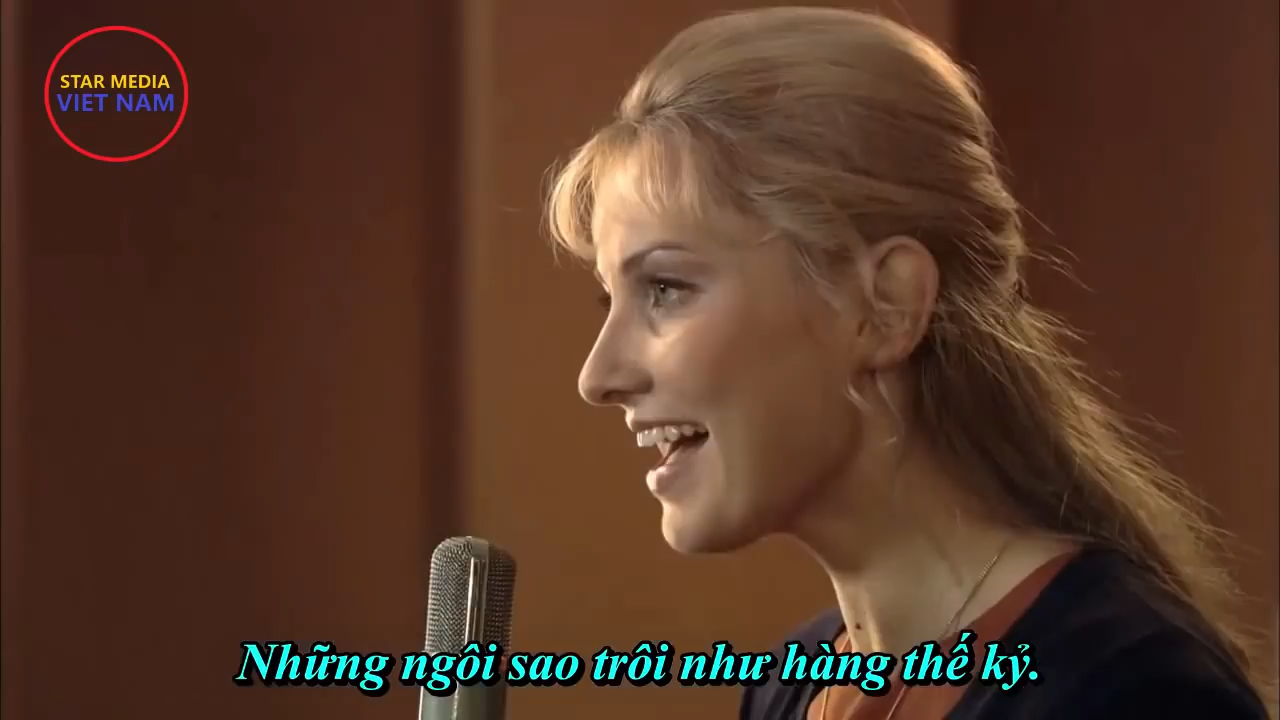 STAR MEDIA
VIET NAM
Những ngôi sao trôi như hàng thế kỷ.